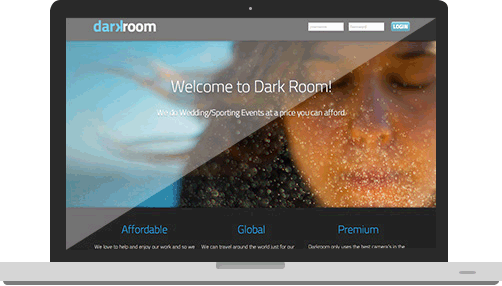 darkroom
LOGIN
Welcome to Dark Room!
We do Wedding/Sporting Events at a price you can afford
Affordable
Global
Premium
We love to help and enjoy our work and so we
We can travel around the world just for our
Darkroom only uses the best camera's in the